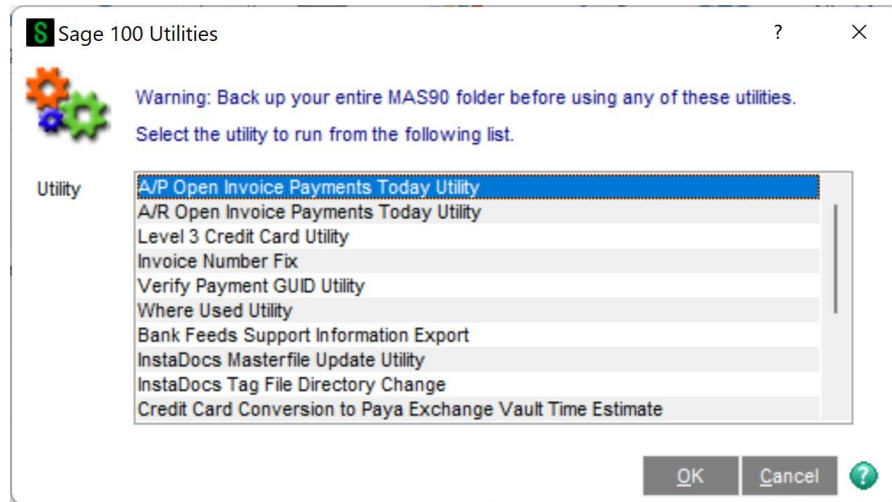 S Sage 100 Utilities ? ×
Warning: Back up your entire MAS90 folder before using any of these utilities.
Select the utility to run from the following list.
Utility
A/P Open Invoice Payments Today Utility
A/R Open Invoice Payments Today Utility
Level 3 Credit Card Utility
Invoice Number Fix
Verify Payment GUID Utility
Where Used Utility
Bank Feeds Support Information Export
InstaDocs Masterfile Update Utility
InstaDocs Tag File Directory Change
Credit Card Conversion to Paya Exchange Vault Time Estimate
OK Cancel ?